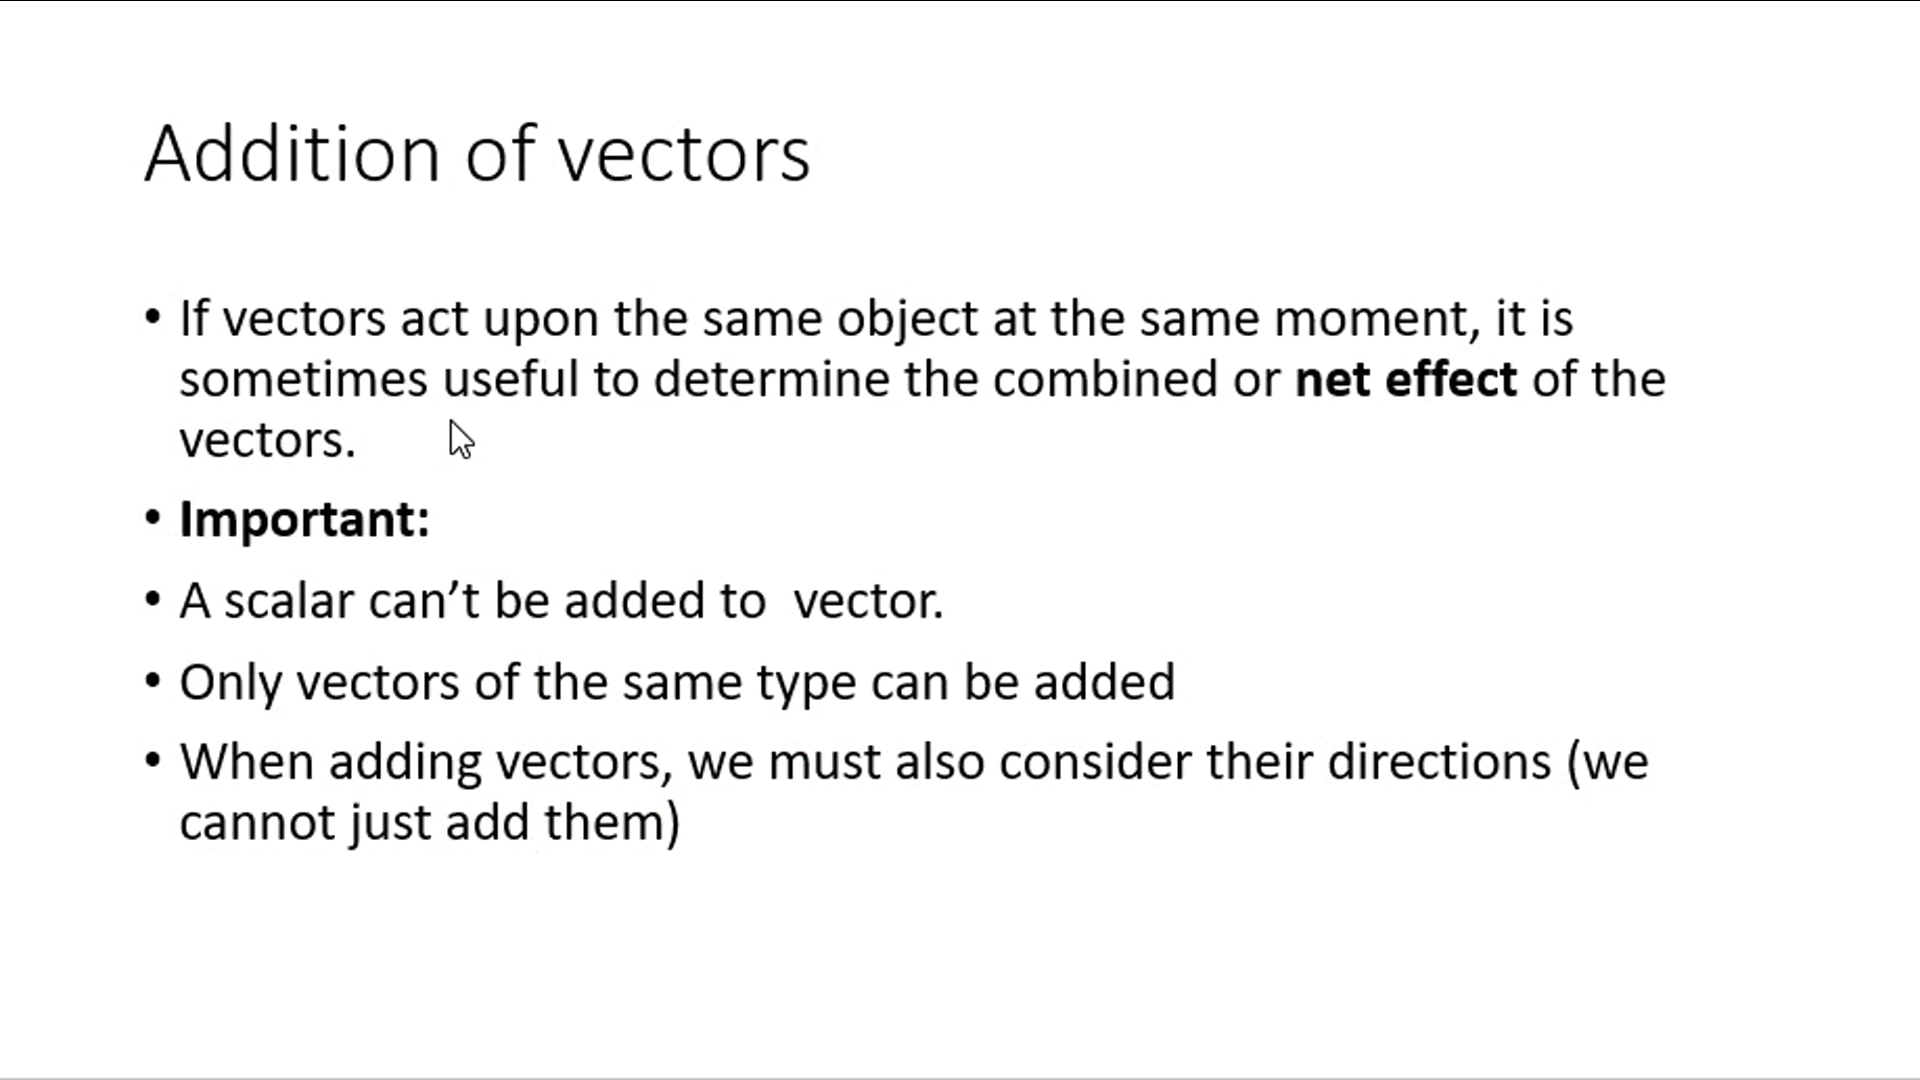 Addition of vectors
• If vectors act upon the same object at the same moment, it is
sometimes useful to determine the combined or net effect of the
vectors.
• Important:
• A scalar can’t be added to  vector.
• Only vectors of the same type can be added
• When adding vectors, we must also consider their directions (we
cannot just add them)